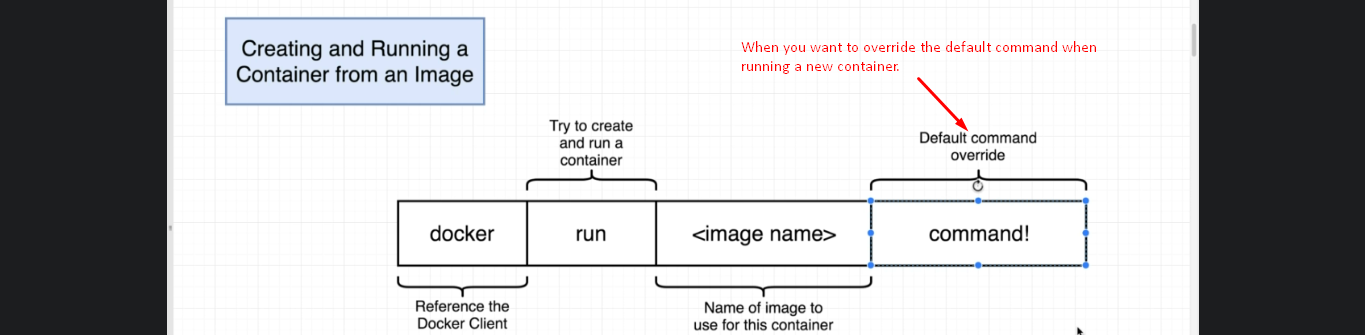 Creating and Running a
Container from an Image
When you want to override the default command when
running a new container.
Try to create
and run a
container
Default command
override
docker
run
<image name>
command!
Reference the
Docker Client
Name of image to
use for this container